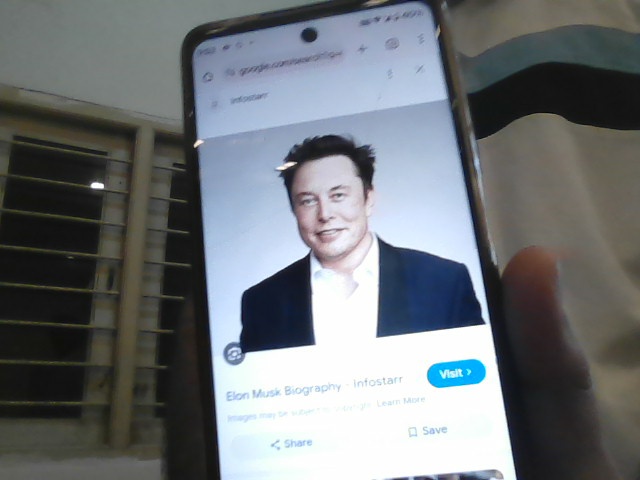 google.com/search?q=
Infostarr
Elon Musk Biography - Infostarr
Visit >
Images may be subject to copyright. Learn More
Share
Save